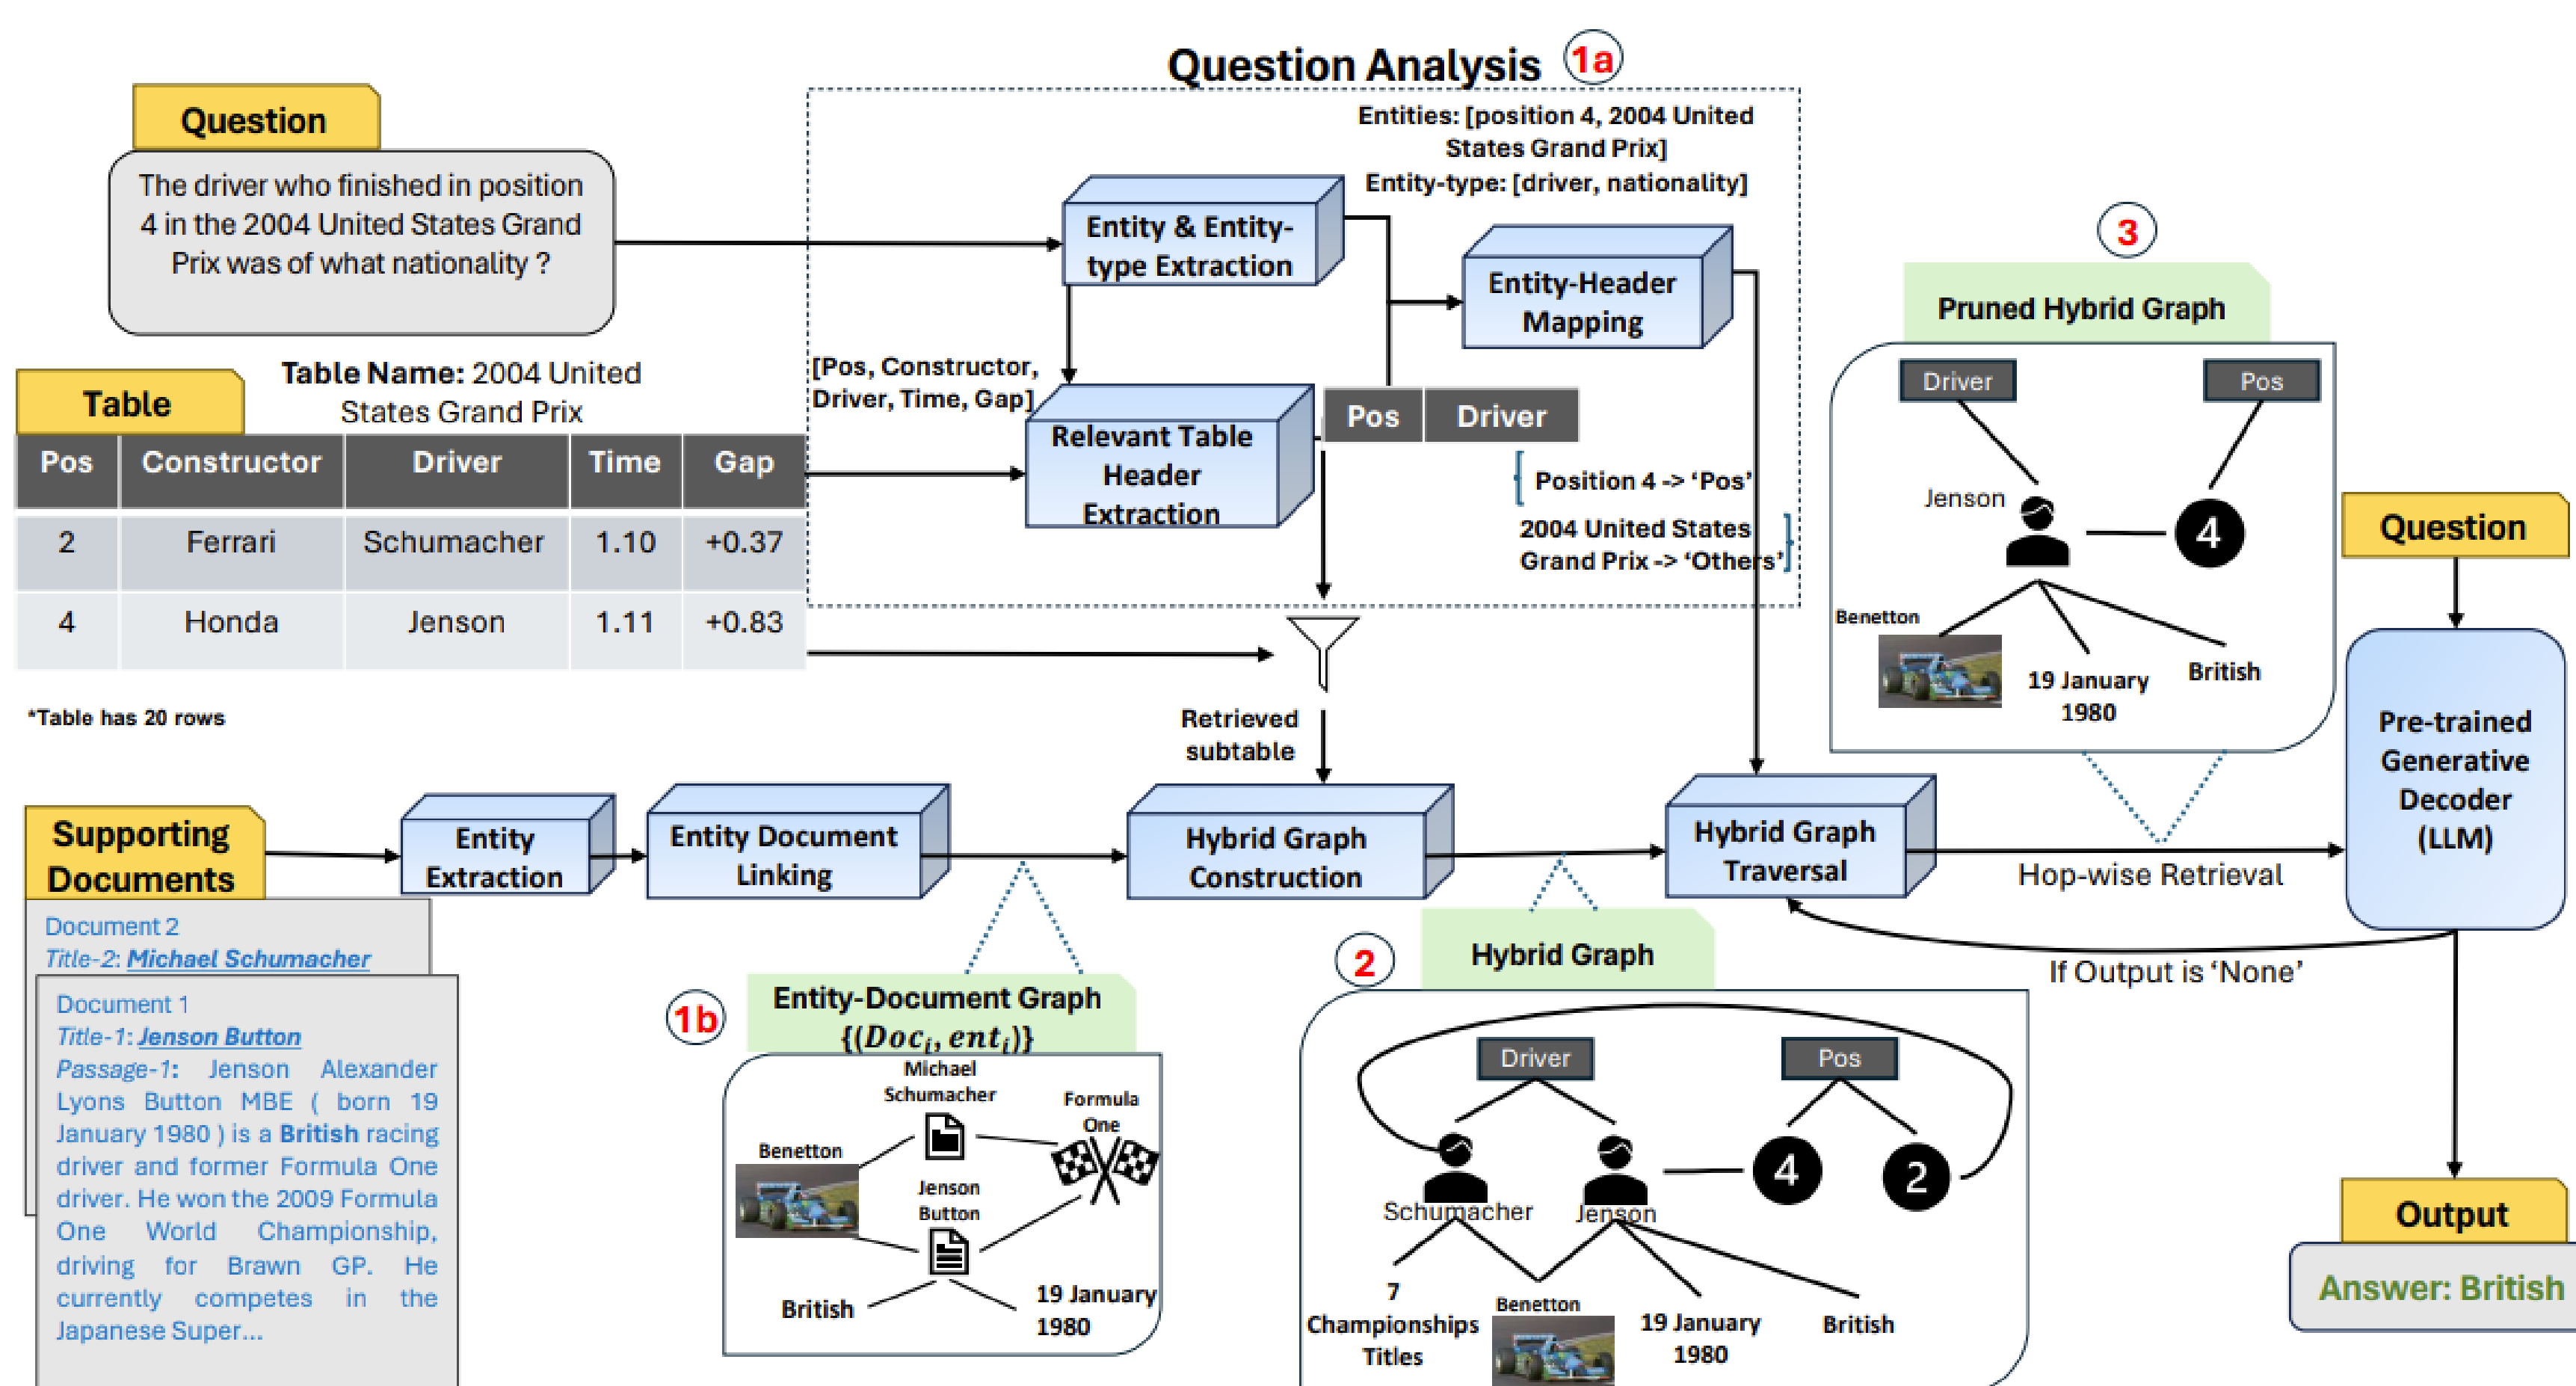 Question Analysis 1a
Question
The driver who finished in position
4 in the 2004 United States Grand
Prix was of what nationality ?
Table
Table Name: 2004 United
States Grand Prix
Pos Constructor Driver Time Gap
2 Ferrari Schumacher 1.10 +0.37
4 Honda Jenson 1.11 +0.83
*Table has 20 rows
Entities: [position 4, 2004 United
States Grand Prix]
Entity-type: [driver, nationality]
Entity & Entity-
type Extraction
Entity-Header
Mapping
[Pos, Constructor,
Driver, Time, Gap]
Relevant Table
Header
Extraction
Pos Driver
Position 4 -> ‘Pos’
2004 United States
Grand Prix -> ‘Others’
Retrieved
subtable
3
Pruned Hybrid Graph
Driver Pos
Jenson
4
Benetton
19 January
1980
British
Question
Pre-trained
Generative
Decoder
(LLM)
Supporting
Documents
Entity
Extraction
Entity Document
Linking
Hybrid Graph
Construction
Hybrid Graph
Traversal
Hop-wise Retrieval
If Output is ‘None’
Document 2
Title-2: Michael Schumacher
Document 1
Title-1: Jenson Button
Passage-1: Jenson Alexander
Lyons Button MBE ( born 19
January 1980 ) is a British racing
driver and former Formula One
driver. He won the 2009 Formula
One World Championship,
driving for Brawn GP. He
currently competes in the
Japanese Super...
1b
Entity-Document Graph
{(Doc_i, ent_i)}
Michael
Schumacher
Formula
One
Benetton
Jenson
Button
British
19 January
1980
2
Hybrid Graph
Driver Pos
4
2
Schumacher
Jenson
7
Championships
Titles
Benetton
19 January
1980
British
Output
Answer: British